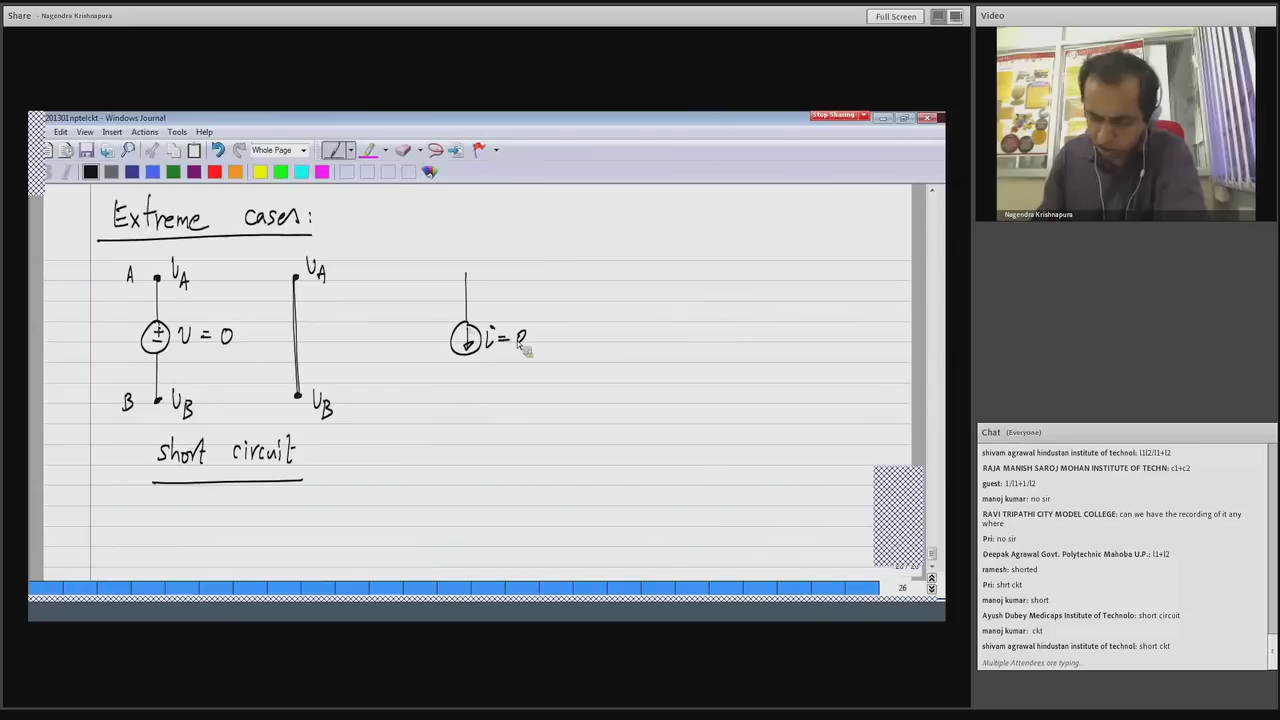 Share - Nagendra Krishnapura
Full Screen
Video
201301nptelckt - Windows Journal
Stop Sharing
Edit View Insert Actions Tools Help
Whole Page
Extreme cases:
A VA
VA
+
-
V = 0
i = 0
B VB
VB
short circuit
26
Nagendra Krishnapura
Chat (Everyone)
shivam agrawal hindustan institute of technol: l1l2/l1+l2
RAJA MANISH SAROJ MOHAN INSTITUTE OF TECHN: c1+c2
guest: 1/l1+1/l2
manoj kumar: no sir
RAVI TRIPATHI CITY MODEL COLLEGE: can we have the recording of it any
where
Pri: no sir
Deepak Agrawal Govt. Polytechnic Mahoba U.P.: l1+l2
ramesh: shorted
Pri: shrt ckt
manoj kumar: short
Ayush Dubey Medicaps Institute of Technolo: short circuit
manoj kumar: ckt
shivam agrawal hindustan institute of technol: short ckt
Multiple Attendees are typing..